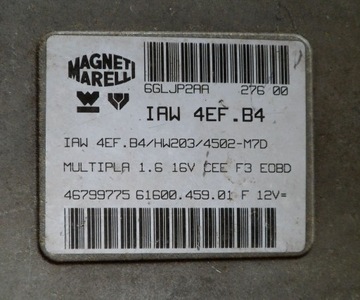 MAGNETI
MARELLI
6GLJP2AA 276 00
IAW 4EF.B4
IAW 4EF.B4/HW203/4502-M7D
MULTIPLA 1.6 16V CEE F3 EOBD
46799775 61600.459.01 F 12V=